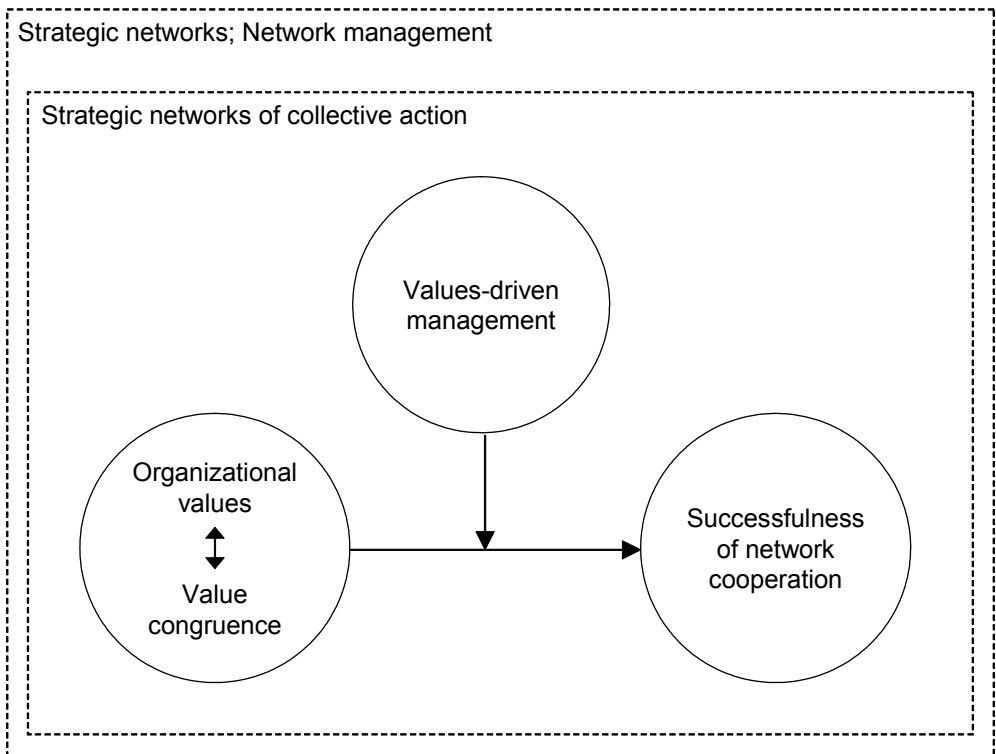 Strategic networks; Network management
Strategic networks of collective action
Values-driven
management
Organizational
values
Value
congruence
Successfulness
of network
cooperation